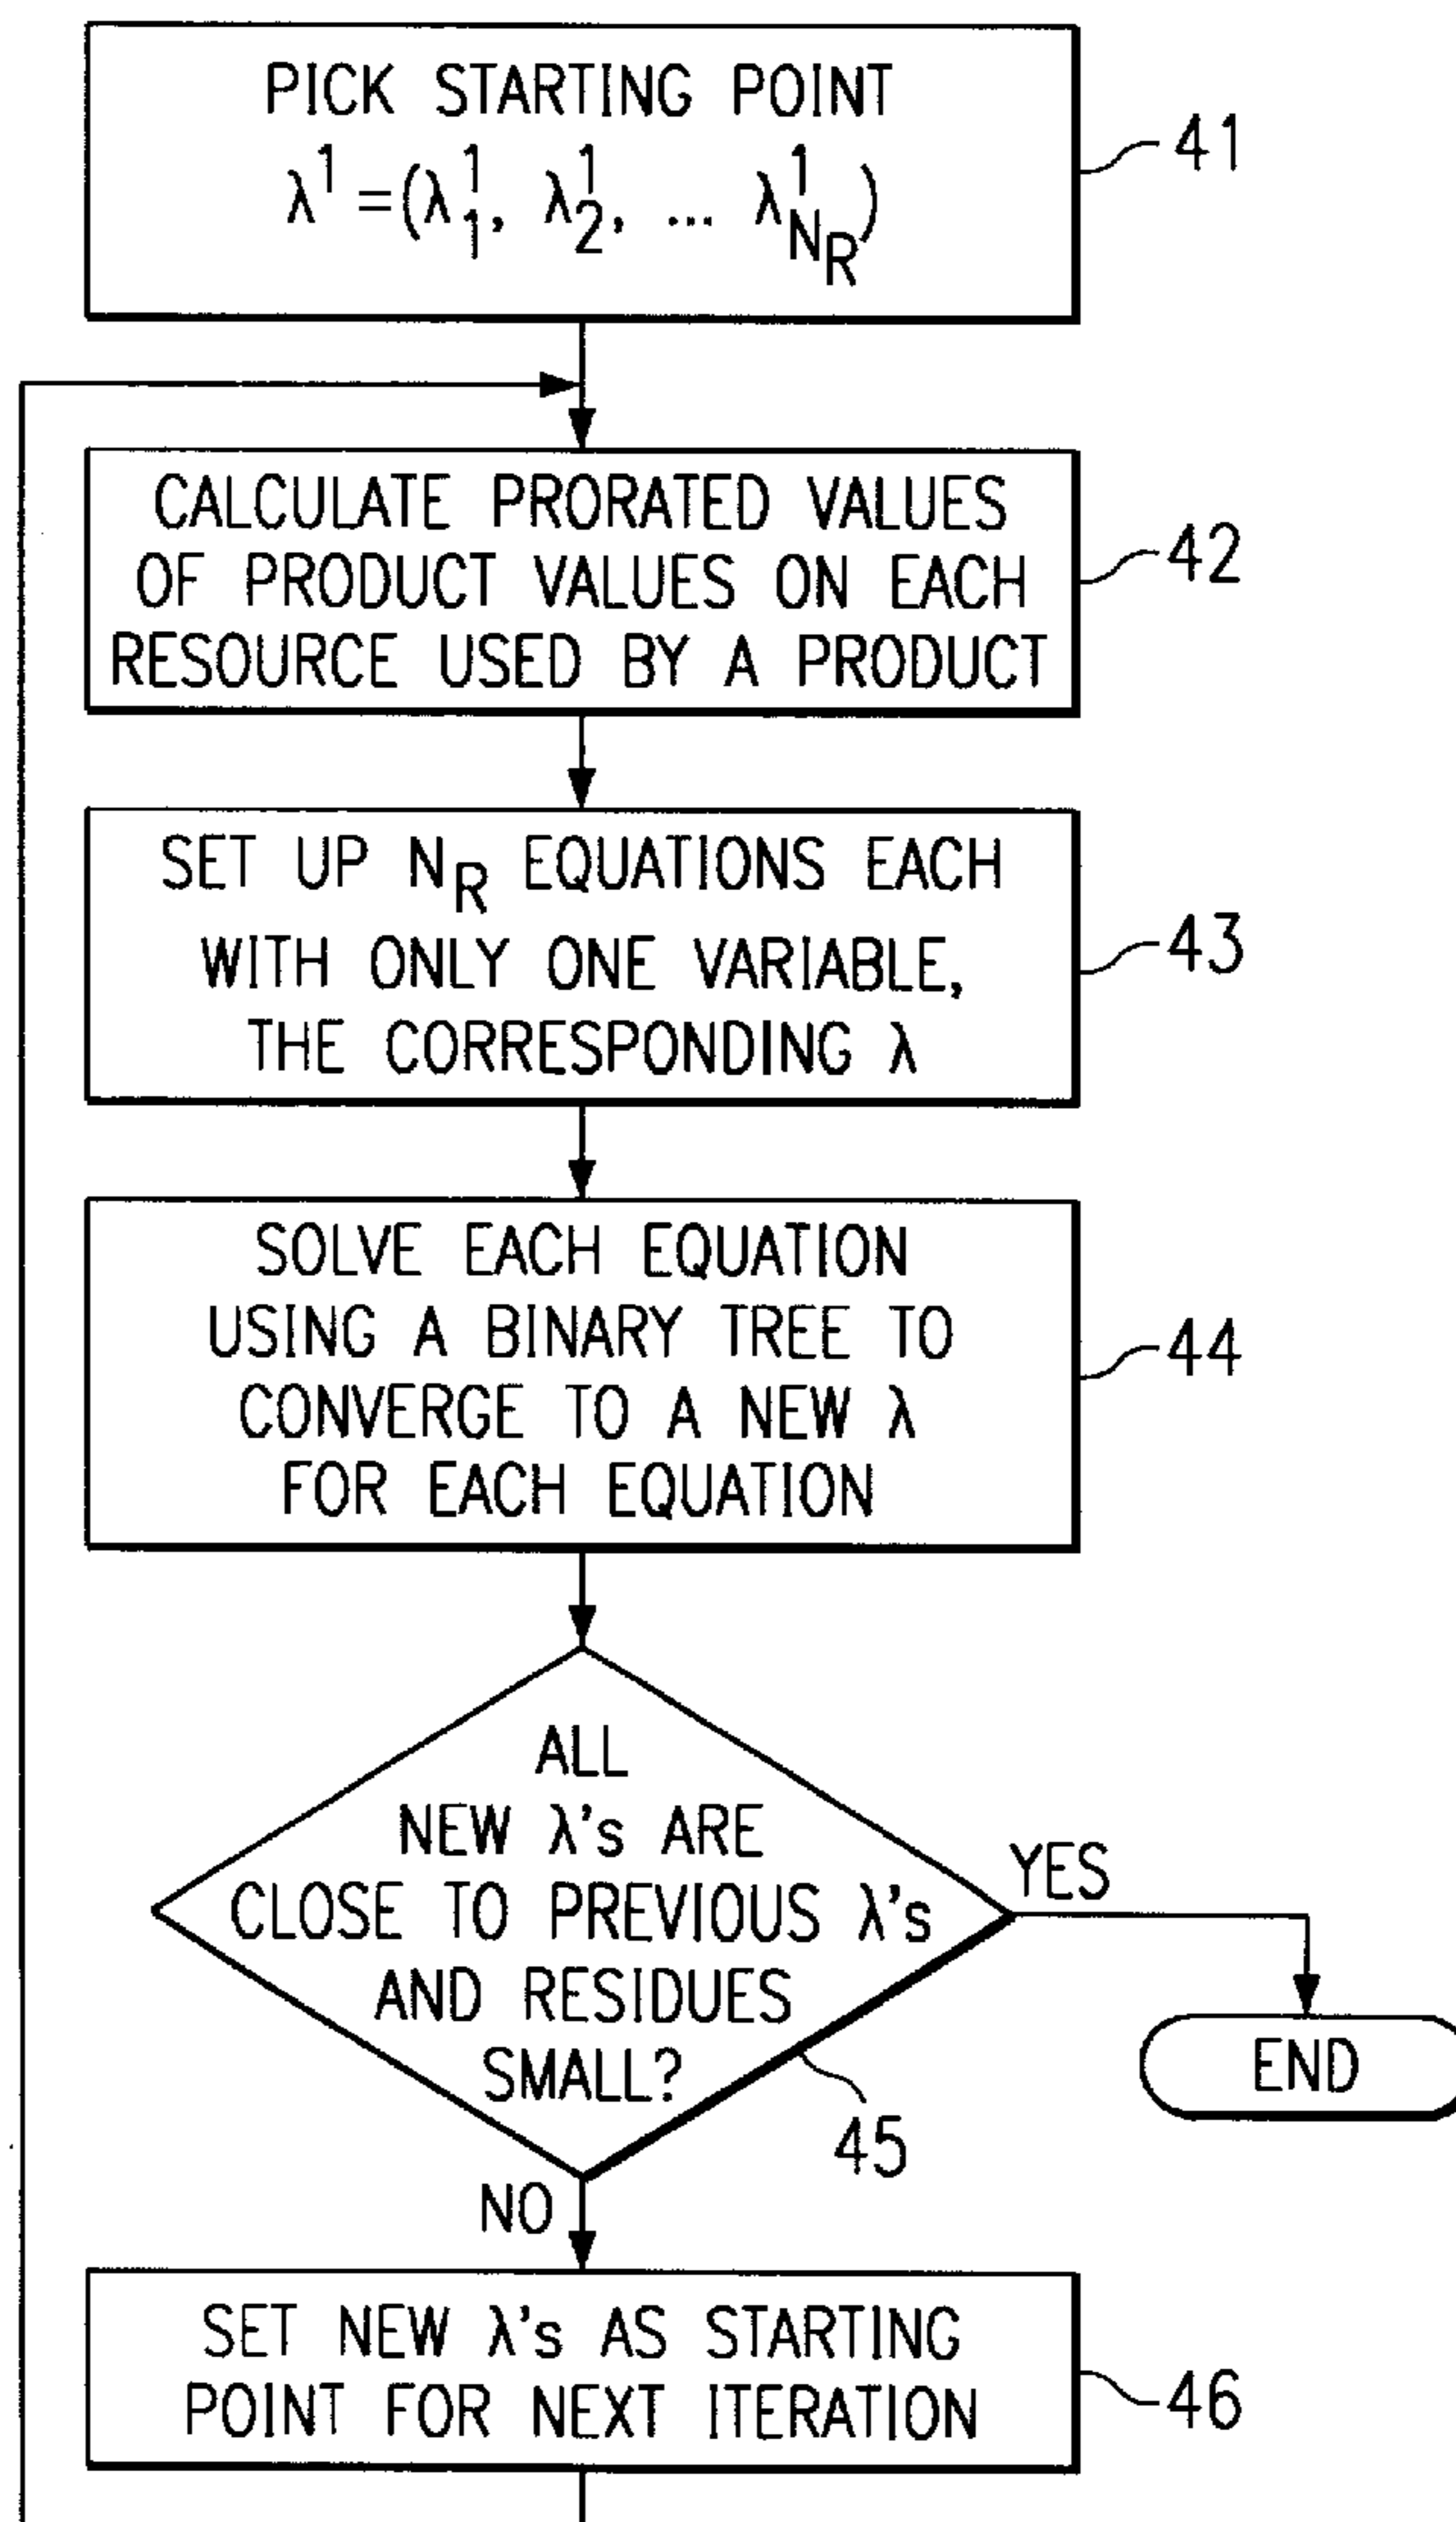 PICK STARTING POINT
λ¹ =(λ¹₁, λ¹₂, ... λ¹_N_R)
41
CALCULATE PRORATED VALUES
OF PRODUCT VALUES ON EACH
RESOURCE USED BY A PRODUCT
42
SET UP N_R EQUATIONS EACH
WITH ONLY ONE VARIABLE,
THE CORRESPONDING λ
43
SOLVE EACH EQUATION
USING A BINARY TREE TO
CONVERGE TO A NEW λ
FOR EACH EQUATION
44
ALL
NEW λ's ARE
CLOSE TO PREVIOUS λ's
AND RESIDUES
SMALL?
45
YES
END
NO
SET NEW λ's AS STARTING
POINT FOR NEXT ITERATION
46